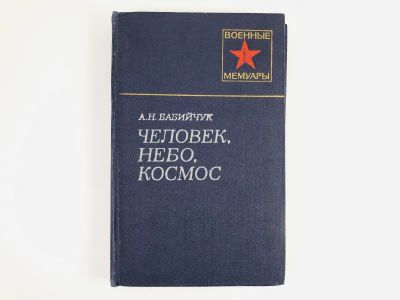 ВОЕННЫЕ
МЕМУАРЫ
А.Н. БАБИЙЧУК
ЧЕЛОВЕК,
НЕБО,
КОСМОС